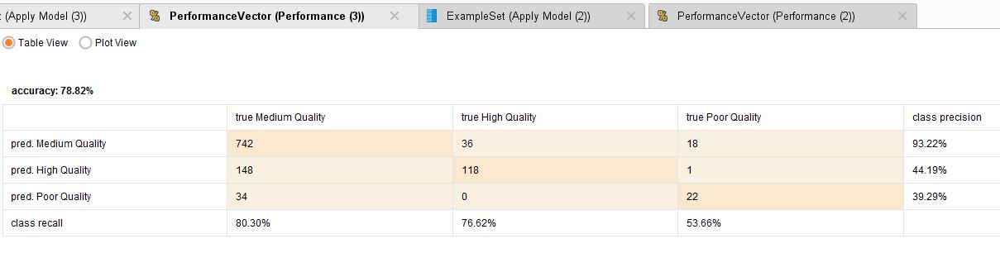 : (Apply Model (3)) PerformanceVector (Performance (3)) ExampleSet (Apply Model (2)) PerformanceVector (Performance (2))
Table View Plot View
accuracy: 78.82%
true Medium Quality true High Quality true Poor Quality class precision
pred. Medium Quality 742 36 18 93.22%
pred. High Quality 148 118 1 44.19%
pred. Poor Quality 34 0 22 39.29%
class recall 80.30% 76.62% 53.66%